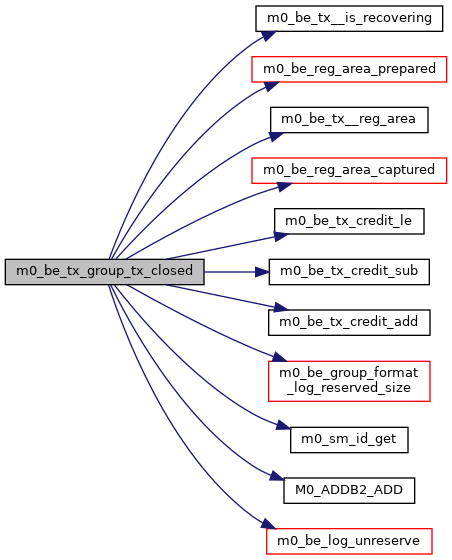 m0_be_tx__is_recovering
m0_be_reg_area_prepared
m0_be_tx__reg_area
m0_be_reg_area_captured
m0_be_tx_credit_le
m0_be_tx_group_tx_closed
m0_be_tx_credit_sub
m0_be_tx_credit_add
m0_be_group_format
_log_reserved_size
m0_sm_id_get
M0_ADDB2_ADD
m0_be_log_unreserve